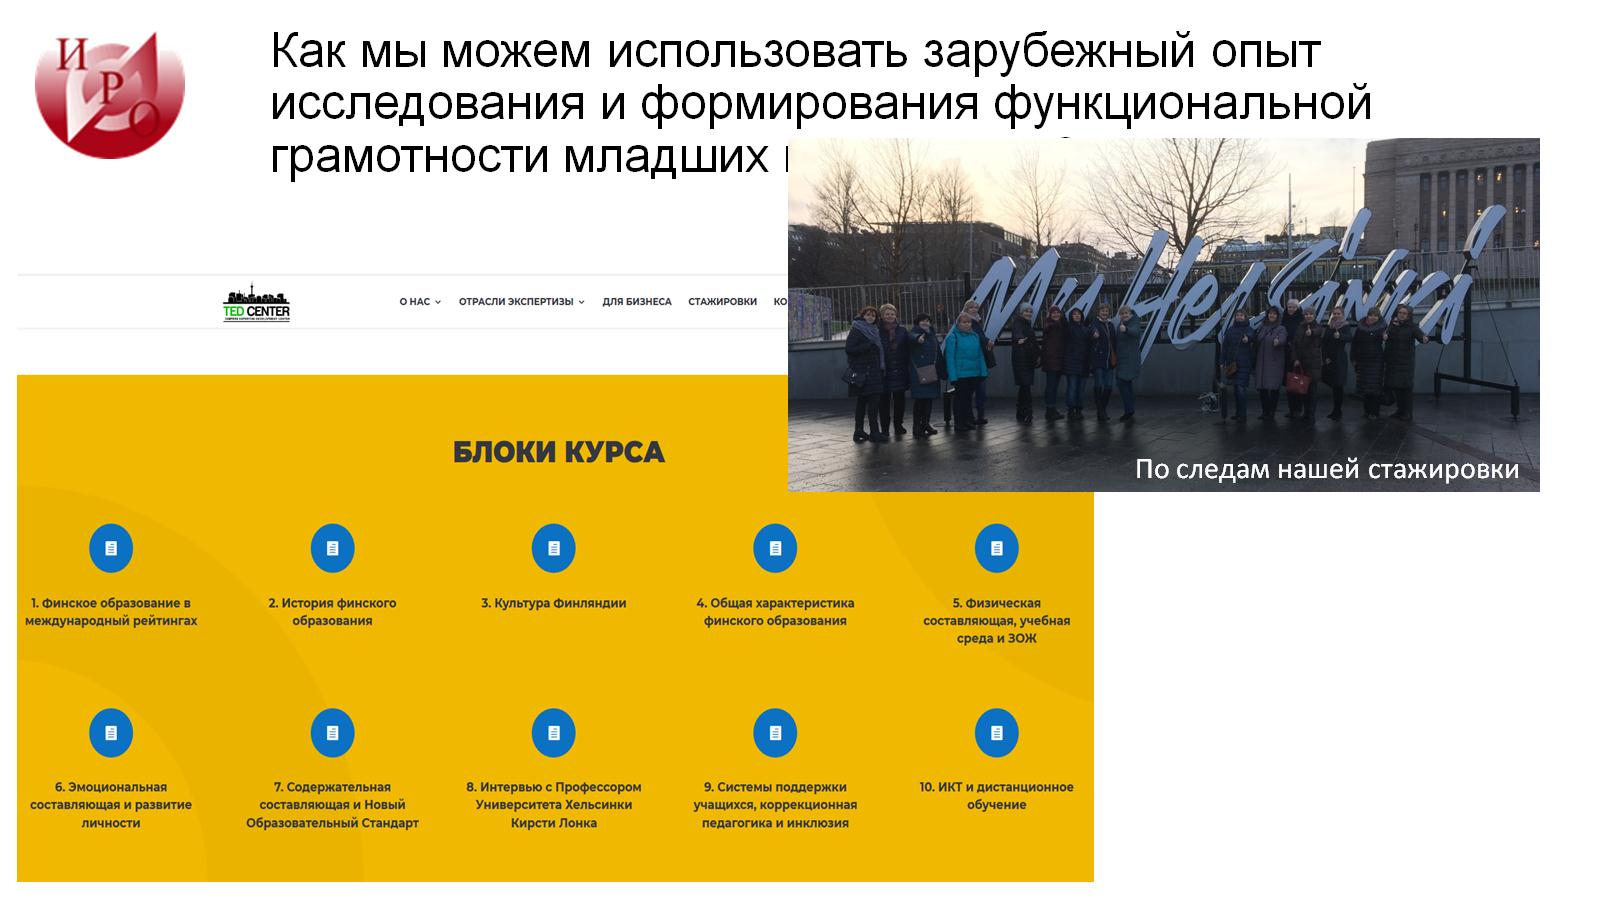 И
Р
О
Как мы можем использовать зарубежный опыт
исследования и формирования функциональной
грамотности младших
TED CENTER
О НАС
ОТРАСЛИ ЭКСПЕРТИЗЫ
ДЛЯ БИЗНЕСА
СТАЖИРОВКИ
My Helsinki
По следам нашей стажировки
БЛОКИ КУРСА
1. Финское образование в
международный рейтингах
2. История финского
образования
3. Культура Финляндии
4. Общая характеристика
финского образования
5. Физическая
составляющая, учебная
среда и ЗОЖ
6. Эмоциональная
составляющая и развитие
личности
7. Содержательная
составляющая и Новый
Образовательный Стандарт
8. Интервью с Профессором
Университета Хельсинки
Кирсти Лонка
9. Системы поддержки
учащихся, коррекционная
педагогика и инклюзия
10. ИКТ и дистанционное
обучение